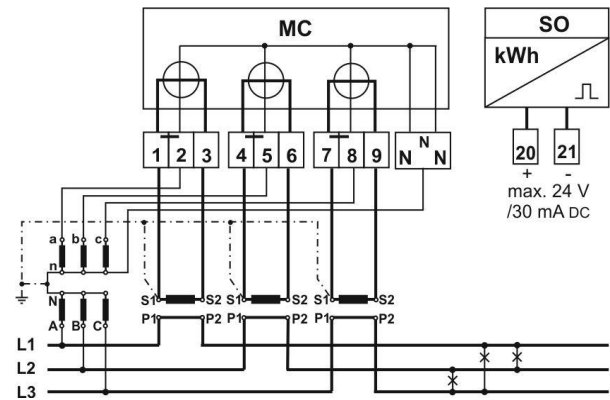 MC
SO
kWh
1 2 3 4 5 6 7 8 9 N N N
20 21
+ -
max. 24 V
/30 mA DC
a b c
n
S1 S2 S1 S2 S1 S2
N
P1 P2 P1 P2 P1 P2
A B C
L1
L2
L3